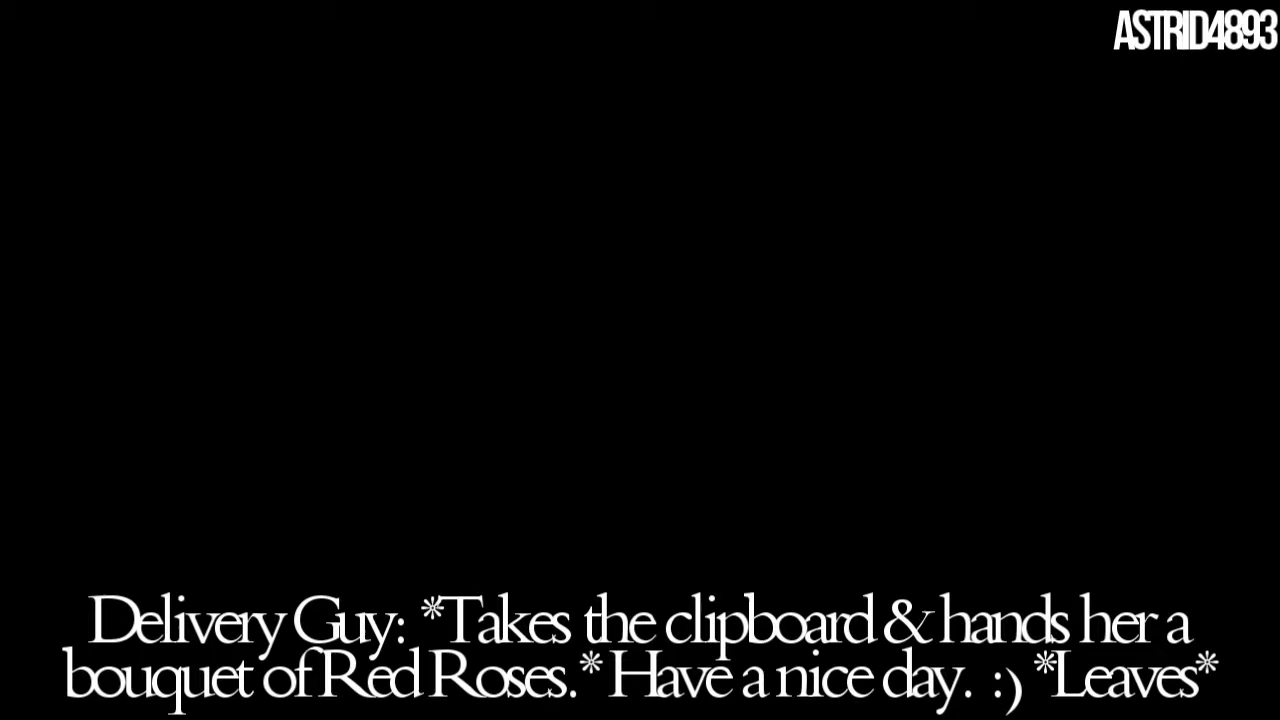 ASTRID4893
Delivery Guy: *Takes the clipboard & hands her a
bouquet of Red Roses.* Have a nice day. :) *Leaves*